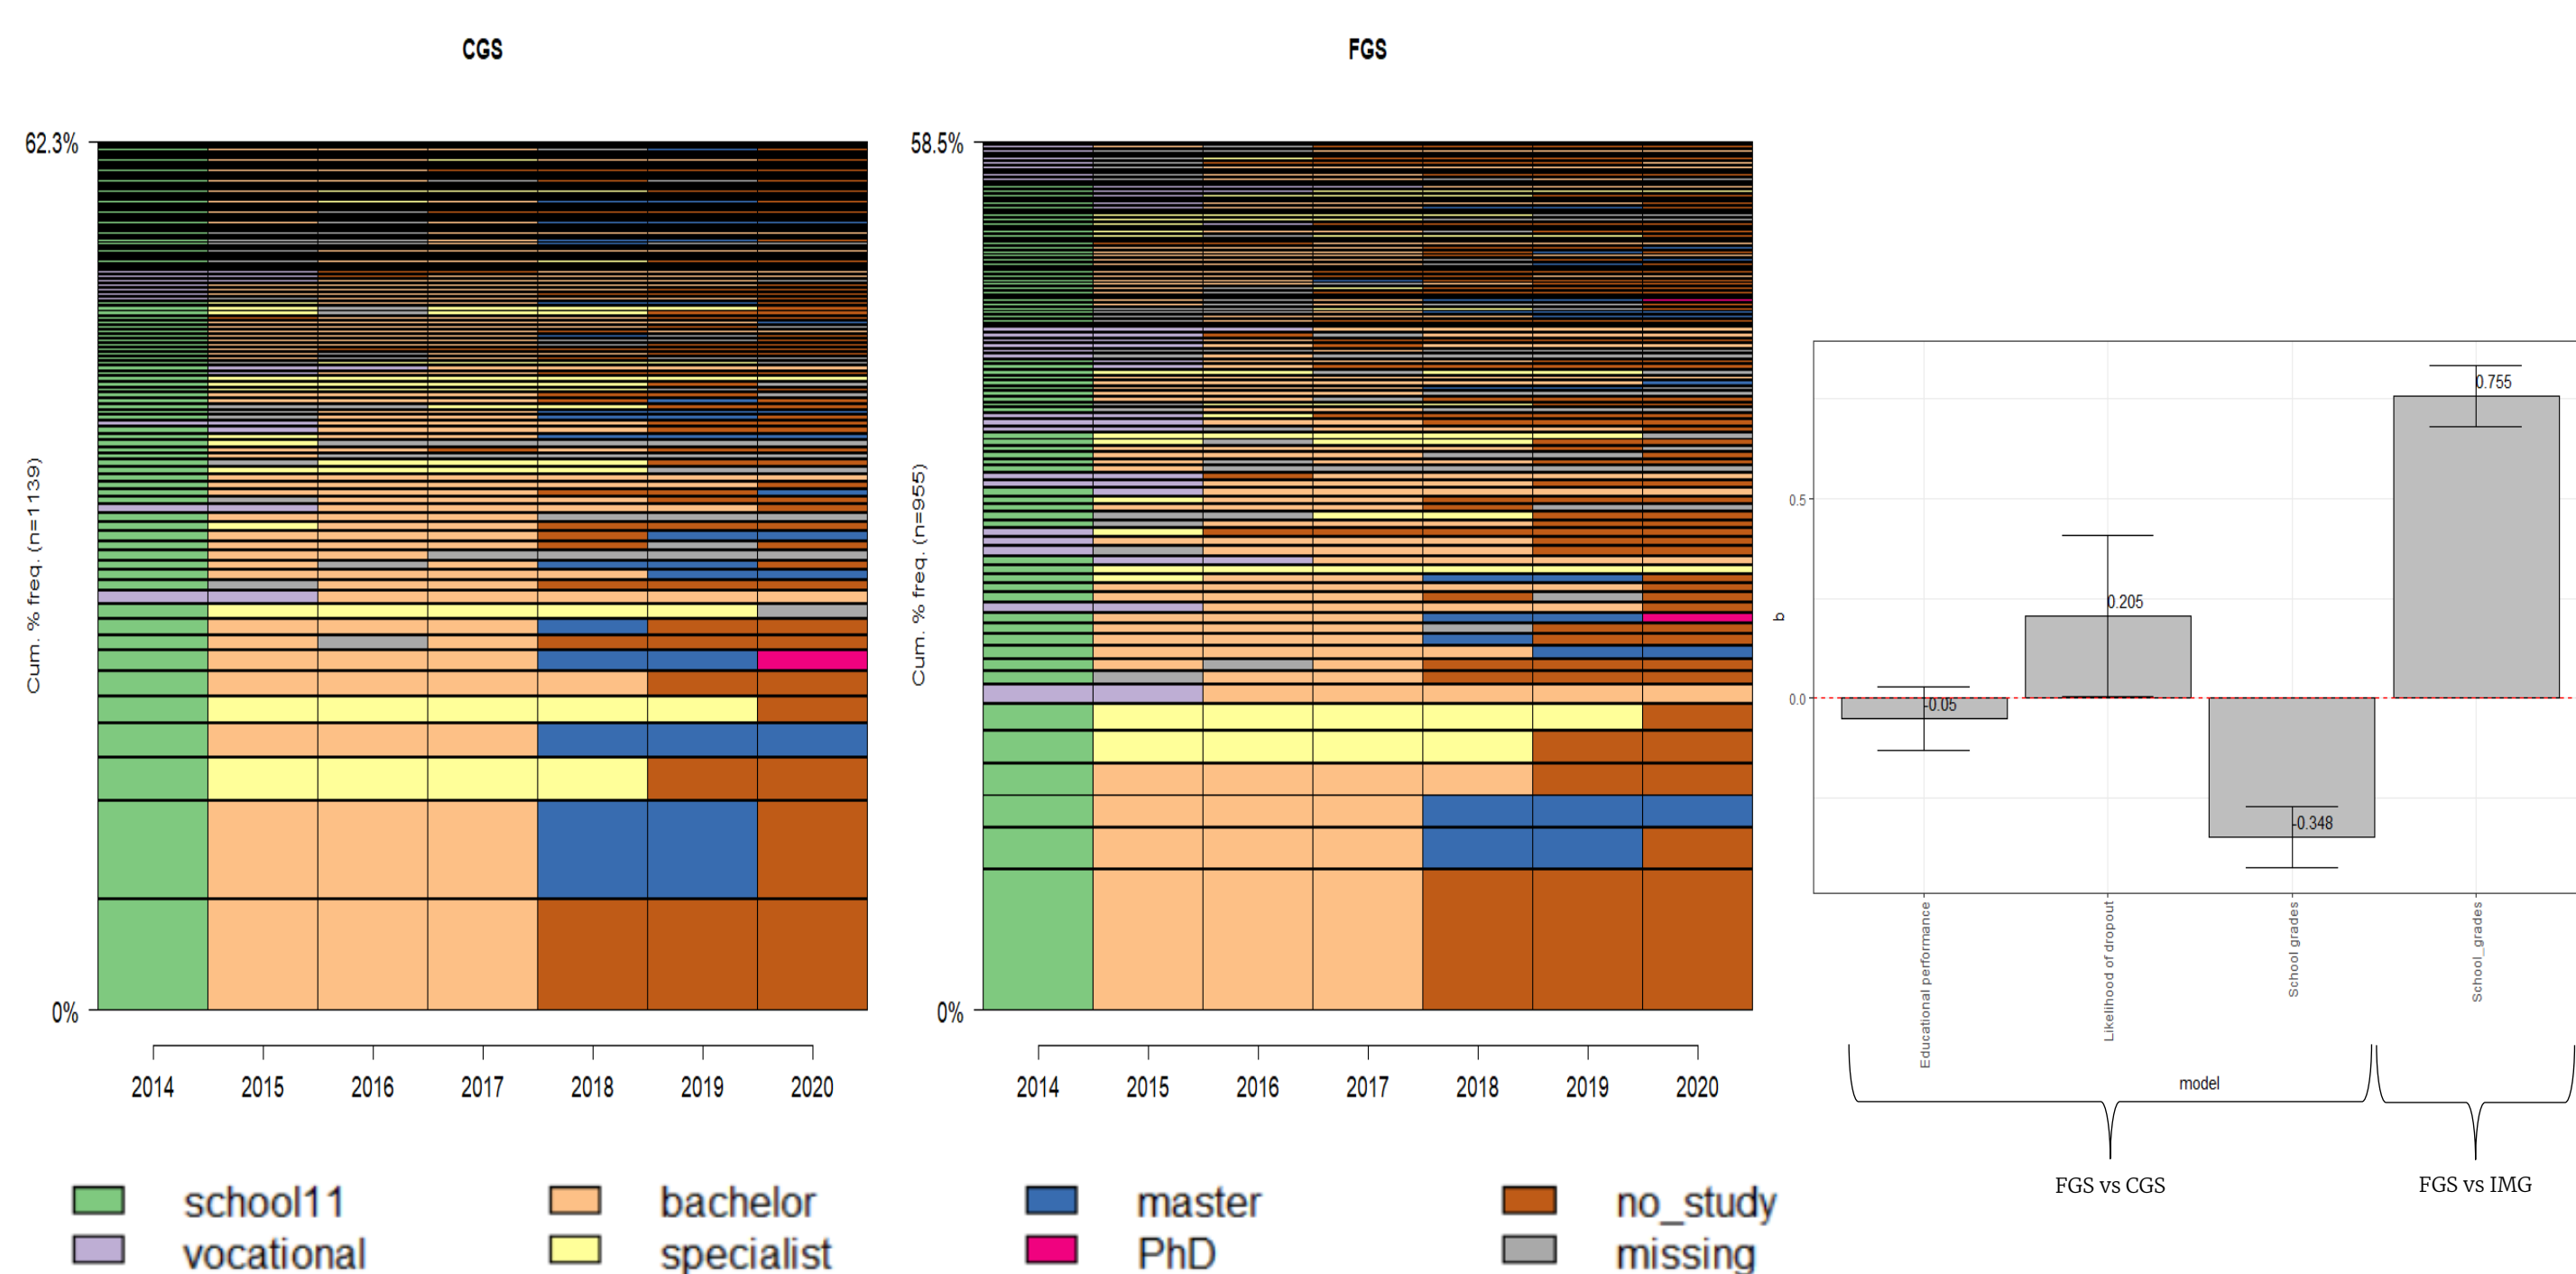 CGS
62.3%
Cum. % freq. (n=1139)
0%
2014 2015 2016 2017 2018 2019 2020
FGS
58.5%
Cum. % freq. (n=955)
0%
2014 2015 2016 2017 2018 2019 2020
school11 bachelor master no_study
vocational specialist PhD missing
b
0.5
0.0
-0.05
0.205
-0.348
0.755
Educational performance
Likelihood of dropout
School grades
School_grades
model
FGS vs CGS
FGS vs IMG